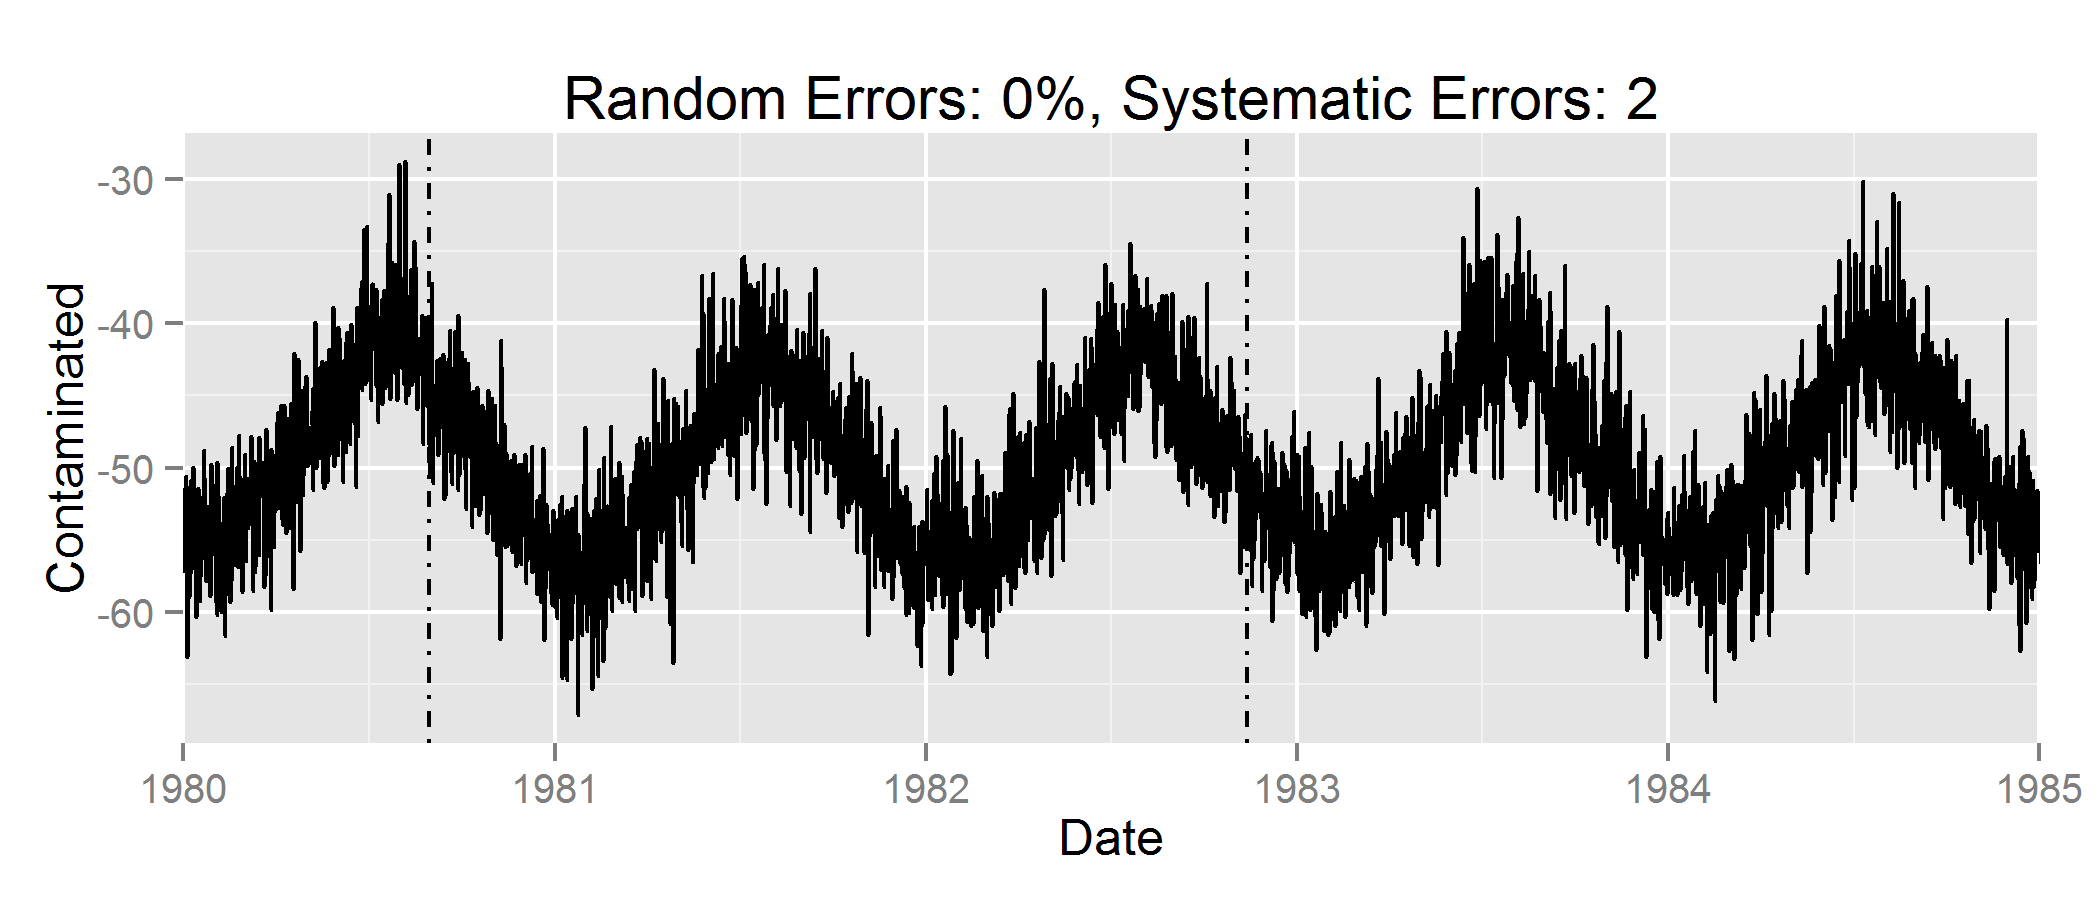 Random Errors: 0%, Systematic Errors: 2
Contaminated
-30
-40
-50
-60
1980 1981 1982 1983 1984 1985
Date